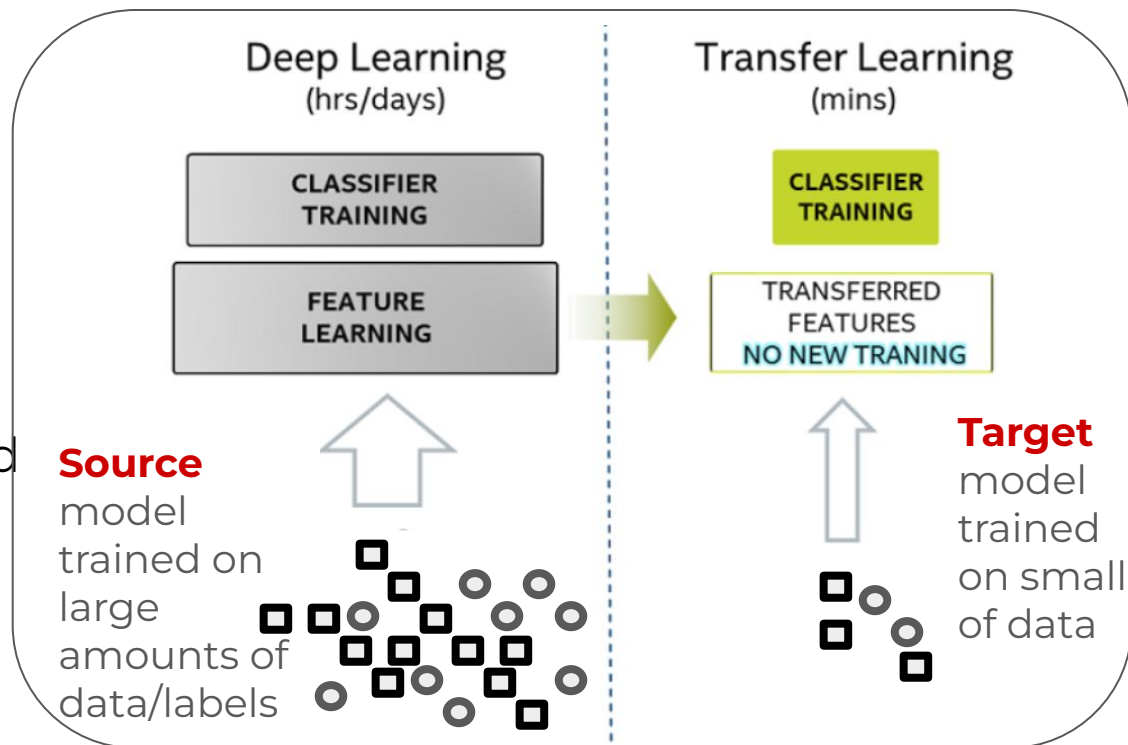 Deep Learning
(hrs/days)
CLASSIFIER
TRAINING
FEATURE
LEARNING
d
Source
model
trained on
large
amounts of
data/labels
Transfer Learning
(mins)
CLASSIFIER
TRAINING
TRANSFERRED
FEATURES
NO NEW TRANING
Target
model
trained
on small
of data